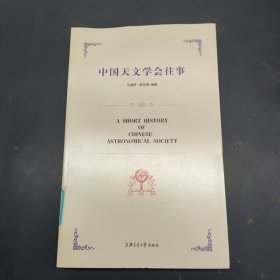 中国天文学会往事
A SHORT HISTORY
OF
CHINESE
ASTRONOMICAL SOCIETY
上海交通大学出版社